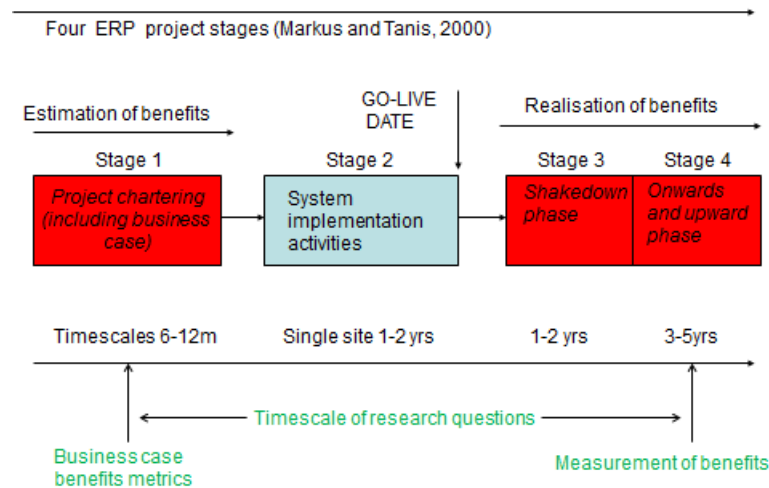 Four ERP project stages (Markus and Tanis, 2000)
Estimation of benefits
GO-LIVE
DATE
Realisation of benefits
Stage 1
Stage 2
Stage 3
Stage 4
Project chartering
(including business
case)
System
implementation
activities
Shakedown
phase
Onwards
and upward
phase
Timescales 6-12m
Single site 1-2 yrs
1-2 yrs
3-5yrs
Timescale of research questions
Business case
benefits metrics
Measurement of benefits